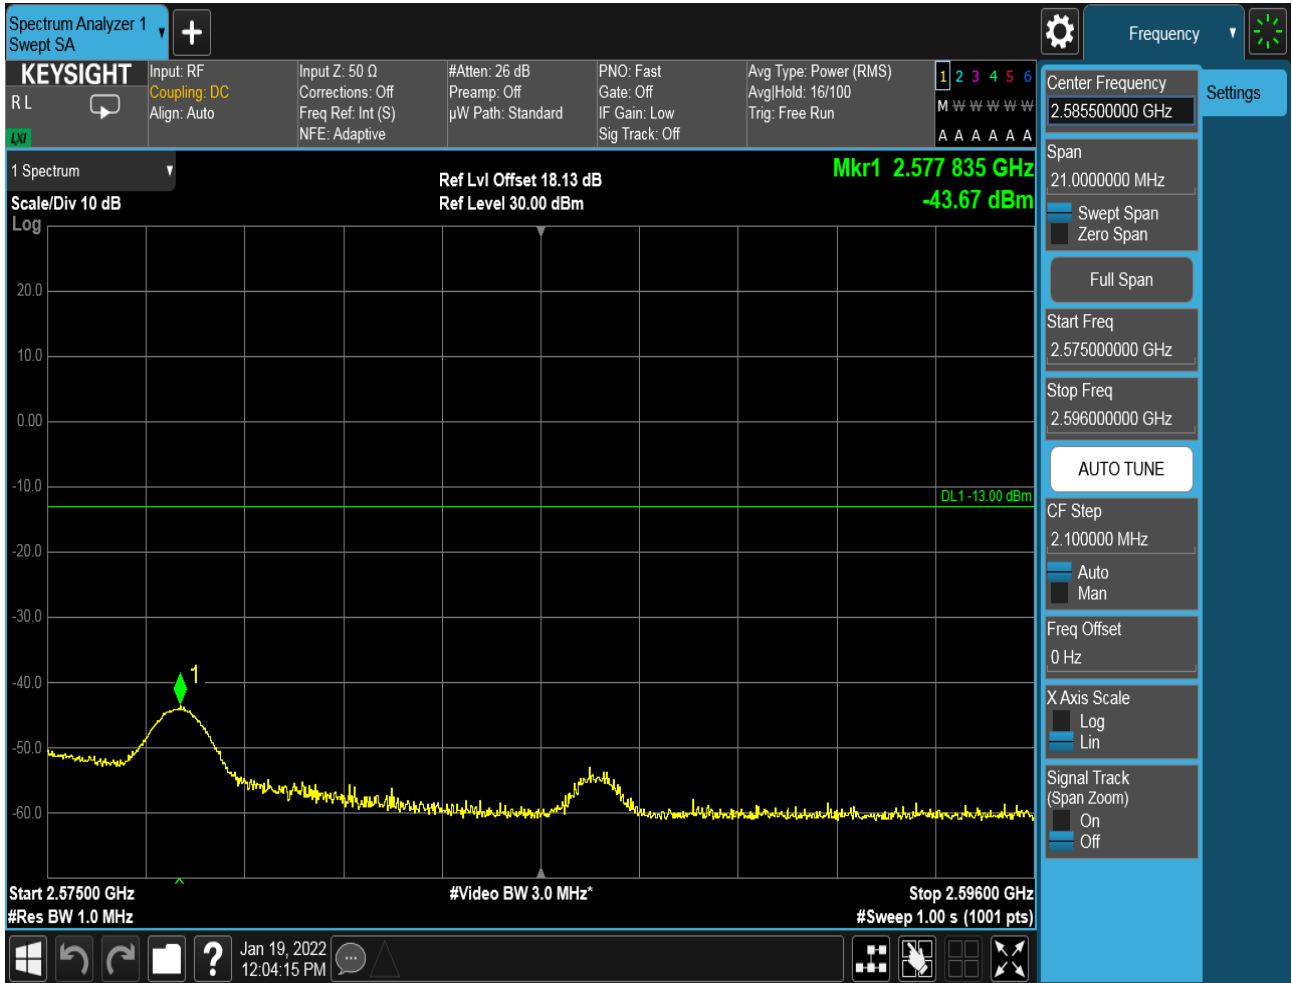 Spectrum Analyzer 1
Swept SA
Frequency
KEYSIGHT
R L
LXI
Input: RF
Coupling: DC
Align: Auto
Input Z: 50 Ω
Corrections: Off
Freq Ref: Int (S)
NFE: Adaptive
#Atten: 26 dB
Preamp: Off
µW Path: Standard
PNO: Fast
Gate: Off
IF Gain: Low
Sig Track: Off
Avg Type: Power (RMS)
Avg|Hold: 16/100
Trig: Free Run
1 2 3 4 5 6
M W W W W W
A A A A A A
1 Spectrum
Scale/Div 10 dB
Log
Ref Lvl Offset 18.13 dB
Ref Level 30.00 dBm
Mkr1 2.577 835 GHz
-43.67 dBm
20.0
10.0
0.00
-10.0
DL1 -13.00 dBm
-20.0
-30.0
-40.0
1
-50.0
-60.0
Start 2.57500 GHz
#Res BW 1.0 MHz
#Video BW 3.0 MHz*
Stop 2.59600 GHz
#Sweep 1.00 s (1001 pts)
Center Frequency
2.585500000 GHz
Settings
Span
21.0000000 MHz
Swept Span
Zero Span
Full Span
Start Freq
2.575000000 GHz
Stop Freq
2.596000000 GHz
AUTO TUNE
CF Step
2.100000 MHz
Auto
Man
Freq Offset
0 Hz
X Axis Scale
Log
Lin
Signal Track
(Span Zoom)
On
Off
?
Jan 19, 2022
12:04:15 PM